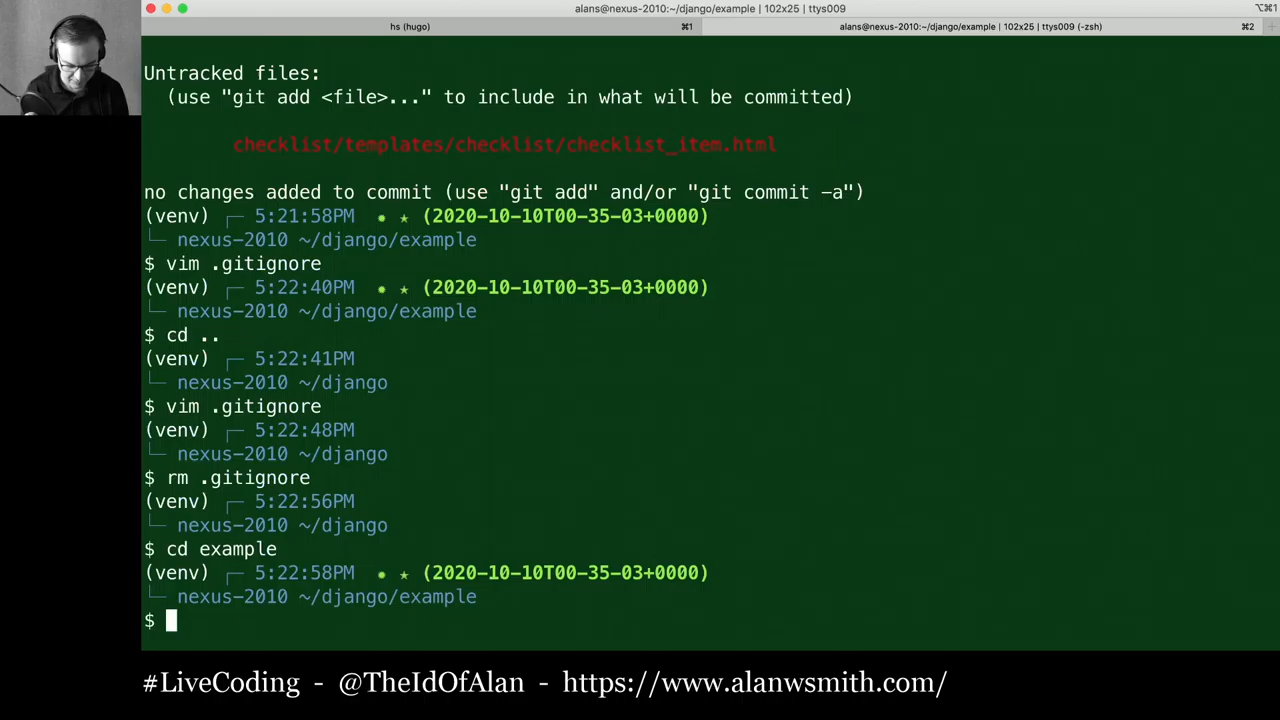 alans@nexus-2010:~/django/example | 102x25 | ttys009
⌥⌘1
hs (hugo)
⌘1
alans@nexus-2010:~/django/example | 102x25 | ttys009 (-zsh)
⌘2
Untracked files:
(use "git add <file>..." to include in what will be committed)
checklist/templates/checklist/checklist_item.html
no changes added to commit (use "git add" and/or "git commit -a")
(venv) ┌─ 5:21:58PM ✹ ★ (2020-10-10T00-35-03+0000)
└─ nexus-2010 ~/django/example
$ vim .gitignore
(venv) ┌─ 5:22:40PM ✹ ★ (2020-10-10T00-35-03+0000)
└─ nexus-2010 ~/django/example
$ cd ..
(venv) ┌─ 5:22:41PM
└─ nexus-2010 ~/django
$ vim .gitignore
(venv) ┌─ 5:22:48PM
└─ nexus-2010 ~/django
$ rm .gitignore
(venv) ┌─ 5:22:56PM
└─ nexus-2010 ~/django
$ cd example
(venv) ┌─ 5:22:58PM ✹ ★ (2020-10-10T00-35-03+0000)
└─ nexus-2010 ~/django/example
$
#LiveCoding - @TheIdOfAlan - https://www.alanwsmith.com/